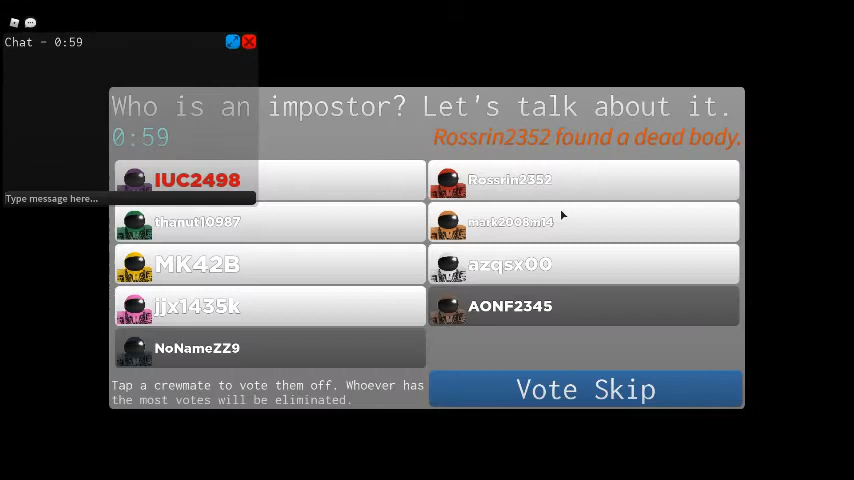 Chat - 0:59
Who is an impostor? Let's talk about it.
0:59
Rossrin2352 found a dead body.
IUC2498
Rossrin2352
Type message here...
thanut10987
mark2008m14
MK42B
azqsx00
jjx1435k
AONF2345
NoNameZZ9
Tap a crewmate to vote them off. Whoever has
the most votes will be eliminated.
Vote Skip